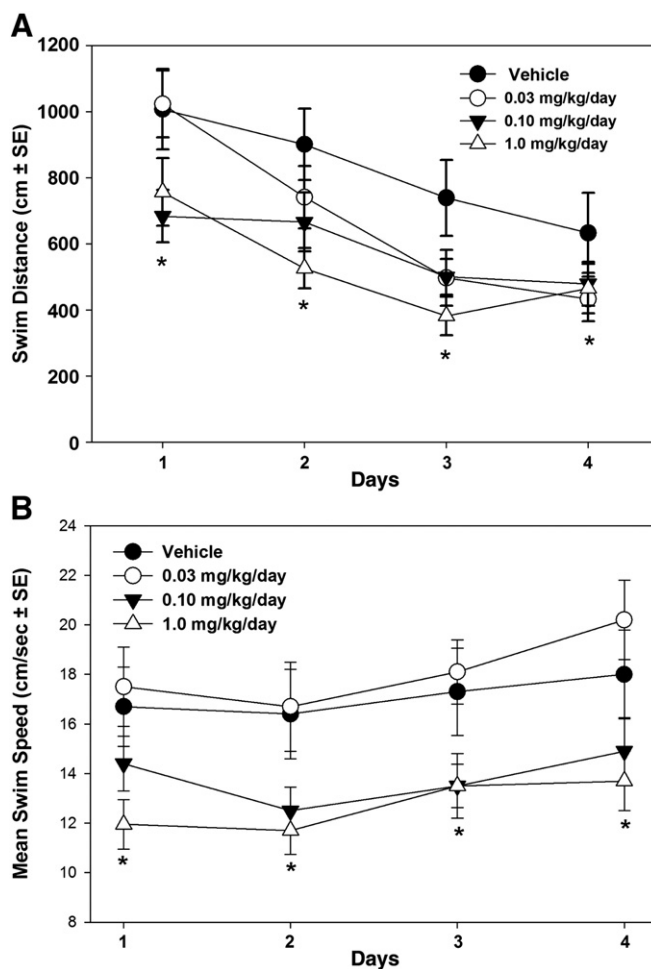 A
Swim Distance (cm ± SE)
1200
1000
800
600
400
200
0
Vehicle
0.03 mg/kg/day
0.10 mg/kg/day
1.0 mg/kg/day
* * * *
1 2 3 4
Days
B
Mean Swim Speed (cm/sec ± SE)
24
22
20
18
16
14
12
10
8
Vehicle
0.03 mg/kg/day
0.10 mg/kg/day
1.0 mg/kg/day
* * * *
1 2 3 4
Days